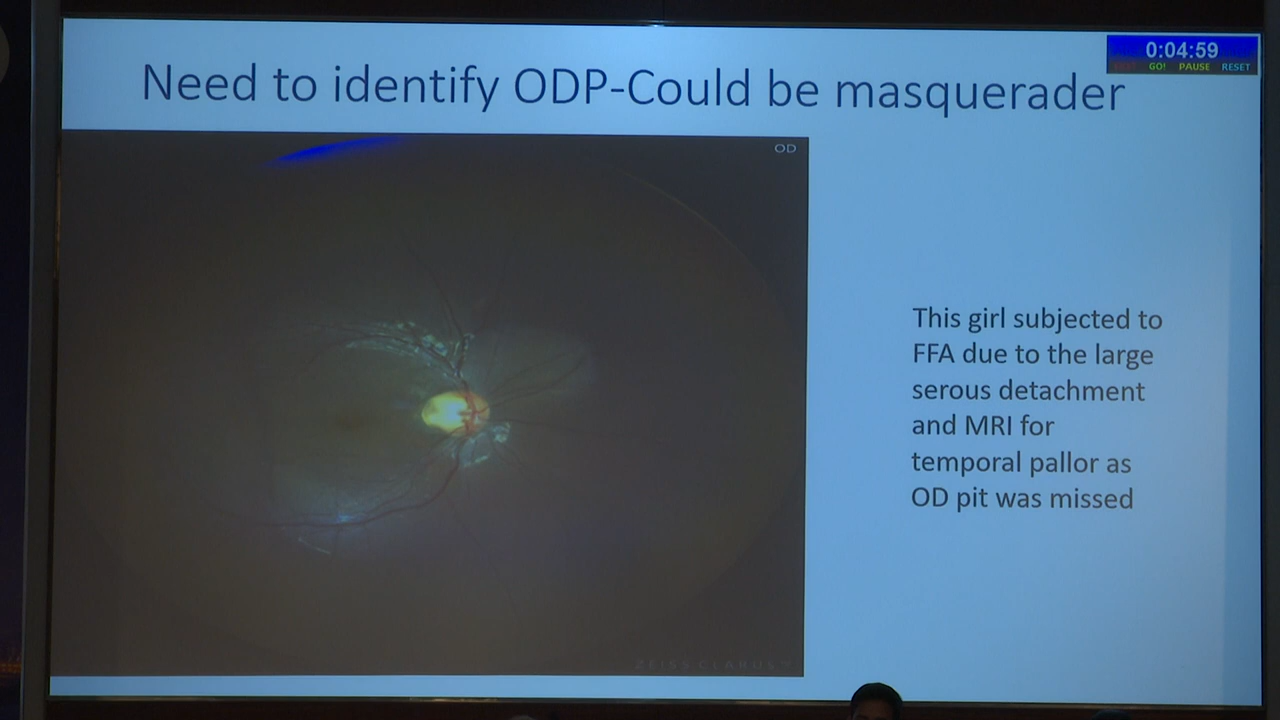 0:04:59
GO! PAUSE RESET
Need to identify ODP-Could be masquerader
OD
This girl subjected to
FFA due to the large
serous detachment
and MRI for
temporal pallor as
OD pit was missed
ZEISS CLARUS